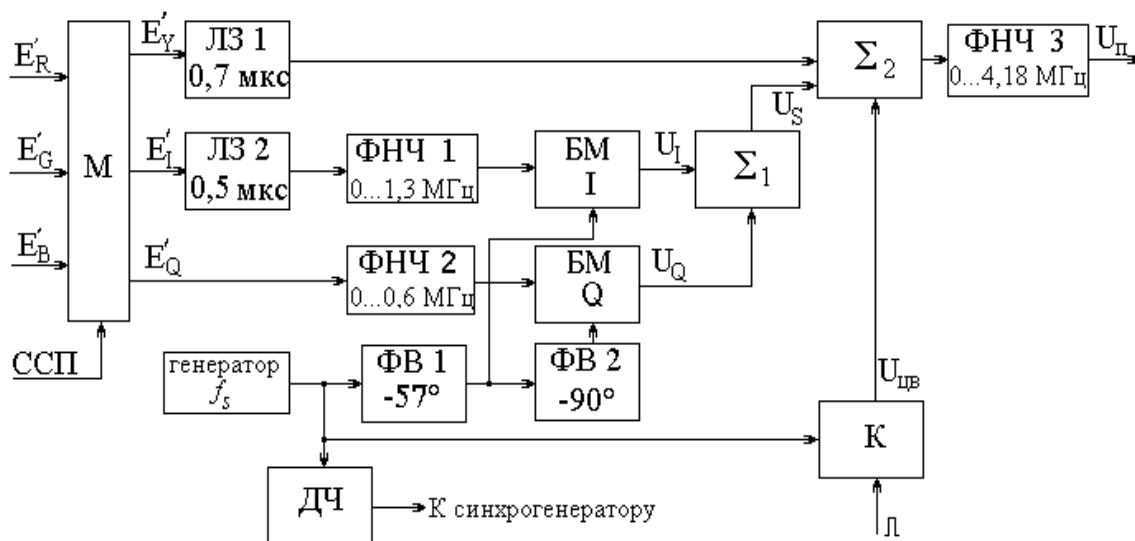 E'R
E'G
E'B
М
ССП
E'Y
E'I
E'Q
ЛЗ 1
0,7 мкс
ЛЗ 2
0,5 мкс
ФНЧ 1
0...1,3 МГц
ФНЧ 2
0...0,6 МГц
БМ
I
БМ
Q
UI
UQ
Σ1
US
Σ2
ФНЧ 3
0...4,18 МГц
Uп
генератор
fs
ФВ 1
-57°
ФВ 2
-90°
Uцв
К
ДЧ
К синхрогенератору